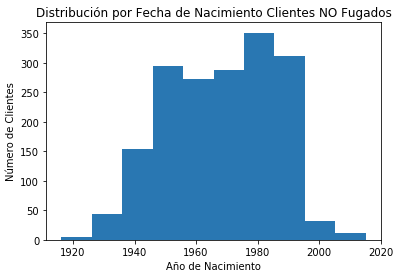 Distribución por Fecha de Nacimiento Clientes NO Fugados
350
300
250
200
150
100
50
0
Número de Clientes
1920 1940 1960 1980 2000 2020
Año de Nacimiento